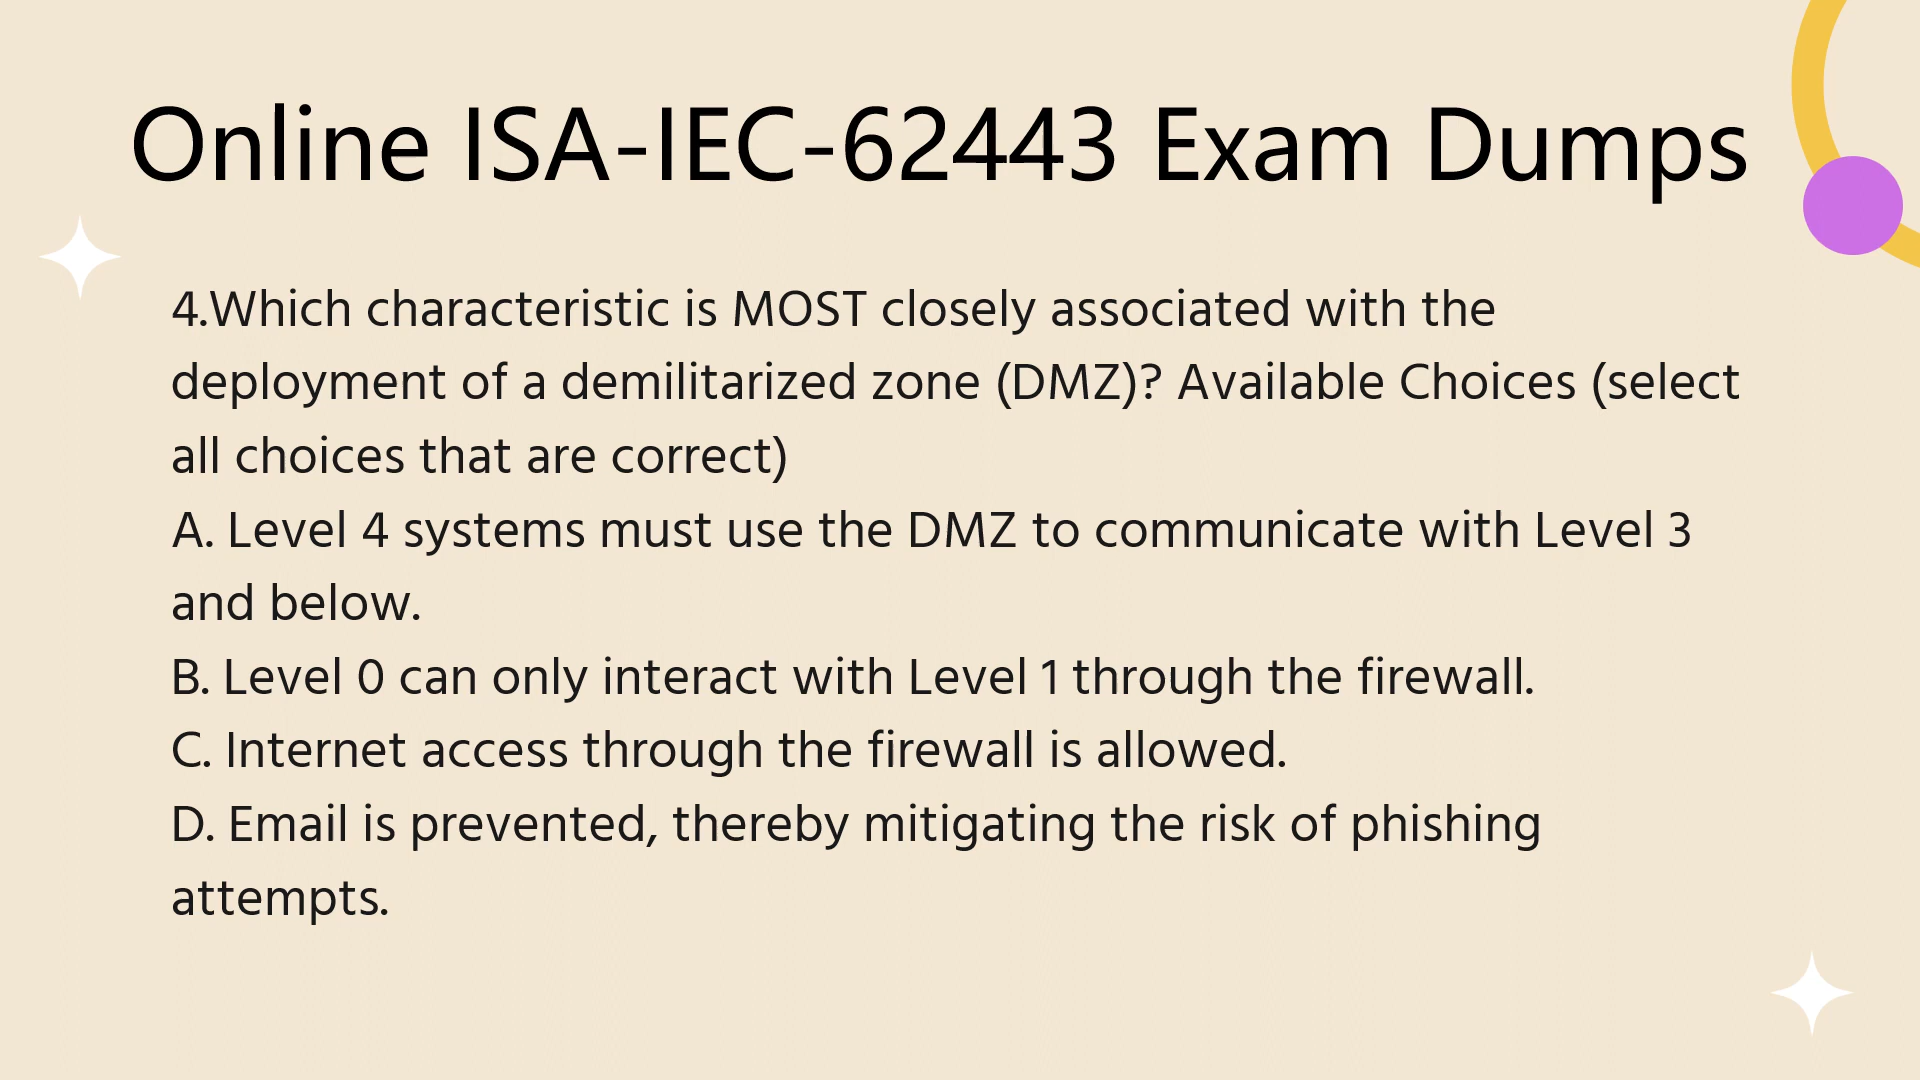 Online ISA-IEC-62443 Exam Dumps
4.Which characteristic is MOST closely associated with the
deployment of a demilitarized zone (DMZ)? Available Choices (select
all choices that are correct)
A. Level 4 systems must use the DMZ to communicate with Level 3
and below.
B. Level 0 can only interact with Level 1 through the firewall.
C. Internet access through the firewall is allowed.
D. Email is prevented, thereby mitigating the risk of phishing
attempts.